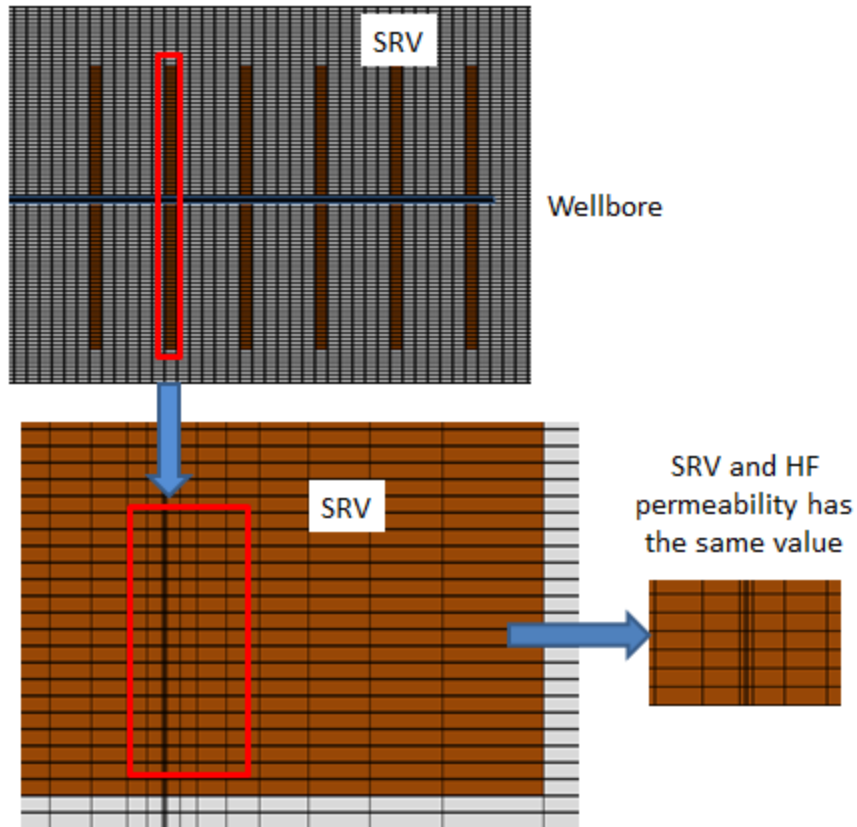 SRV
Wellbore
SRV
SRV and HF
permeability has
the same value